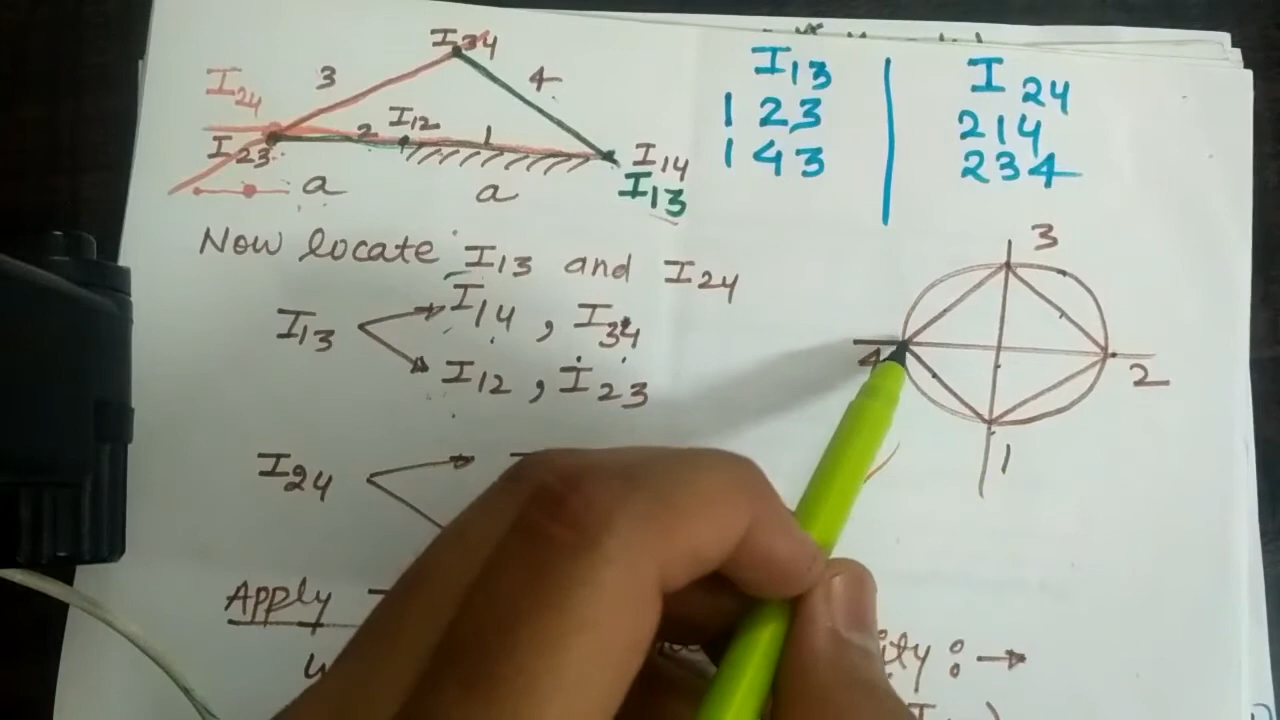 I34
3
4
I24
I12
2
1
I23
I14
a
a
I13
I13
123
143
I24
214
234
Now locate I13 and I24
I13
I14 , I34
I12 , I23
3
4
2
1
I24
Apply
ity : →